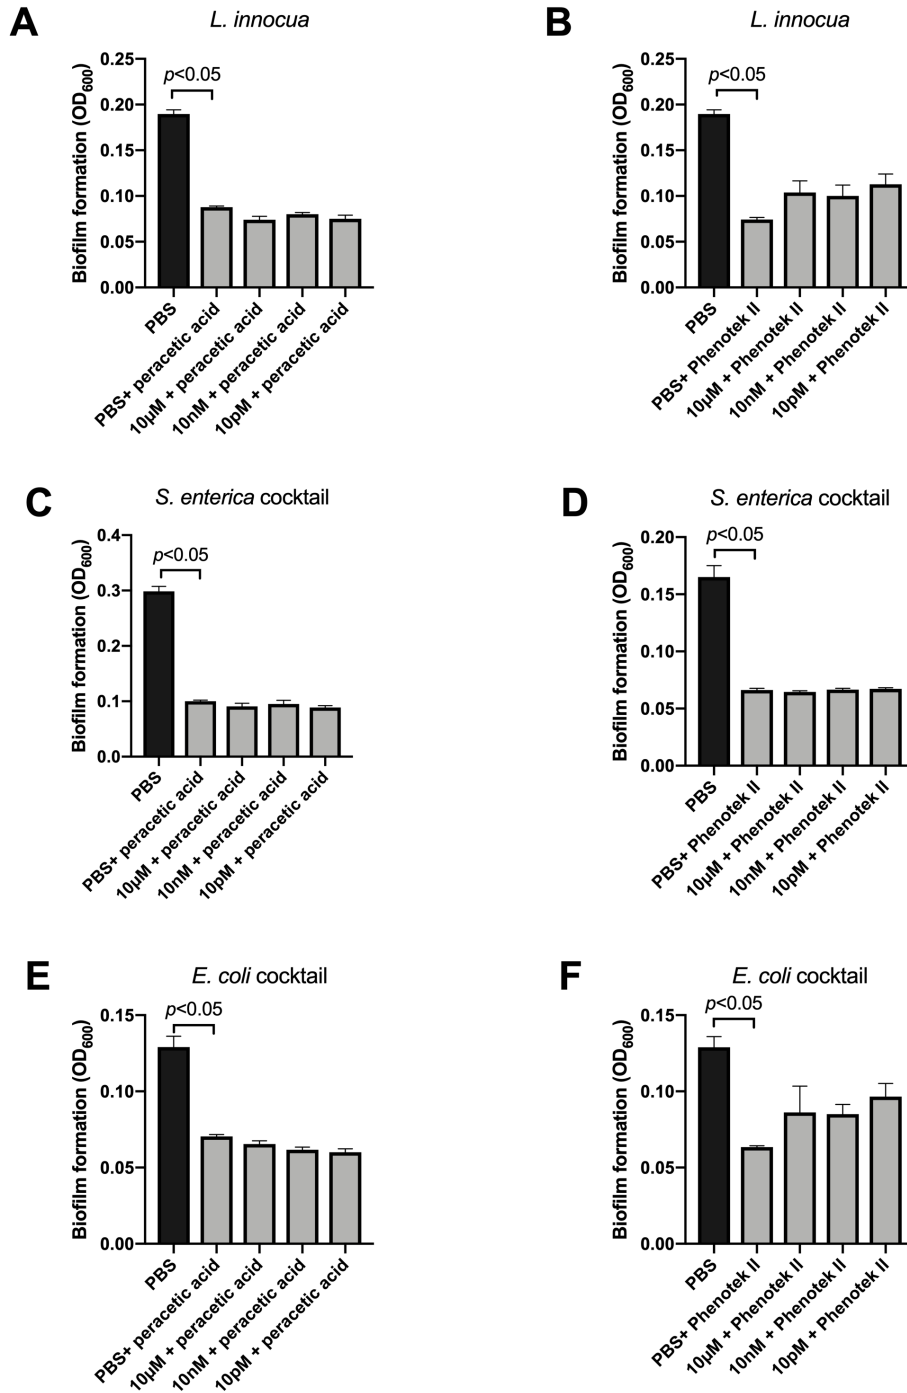 A
L. innocua
Biofilm formation (OD600)
0.25
0.20
0.15
0.10
0.05
0.00
p<0.05
PBS
PBS+ peracetic acid
10µM + peracetic acid
10nM + peracetic acid
10pM + peracetic acid
B
L. innocua
Biofilm formation (OD600)
0.25
0.20
0.15
0.10
0.05
0.00
p<0.05
PBS
PBS+ Phenotek II
10µM + Phenotek II
10nM + Phenotek II
10pM + Phenotek II
C
S. enterica cocktail
Biofilm formation (OD600)
0.4
0.3
0.2
0.1
0.0
p<0.05
PBS
PBS+ peracetic acid
10µM + peracetic acid
10nM + peracetic acid
10pM + peracetic acid
D
S. enterica cocktail
Biofilm formation (OD600)
0.20
0.15
0.10
0.05
0.00
p<0.05
PBS
PBS+ Phenotek II
10µM + Phenotek II
10nM + Phenotek II
10pM + Phenotek II
E
E. coli cocktail
Biofilm formation (OD600)
0.15
0.10
0.05
0.00
p<0.05
PBS
PBS+ peracetic acid
10µM + peracetic acid
10nM + peracetic acid
10pM + peracetic acid
F
E. coli cocktail
Biofilm formation (OD600)
0.15
0.10
0.05
0.00
p<0.05
PBS
PBS+ Phenotek II
10µM + Phenotek II
10nM + Phenotek II
10pM + Phenotek II